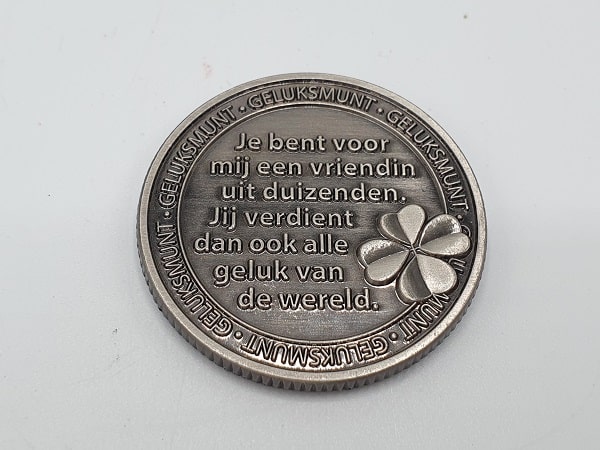 Je bent voor
mij een vriendin
uit duizenden.
Jij verdient
dan ook alle
geluk van
de wereld.
GELUKSMUNT • GELUKSMUNT • GELUKSMUNT • GELUKSMUNT • GELUKSMUNT • GELUKSMUNT •